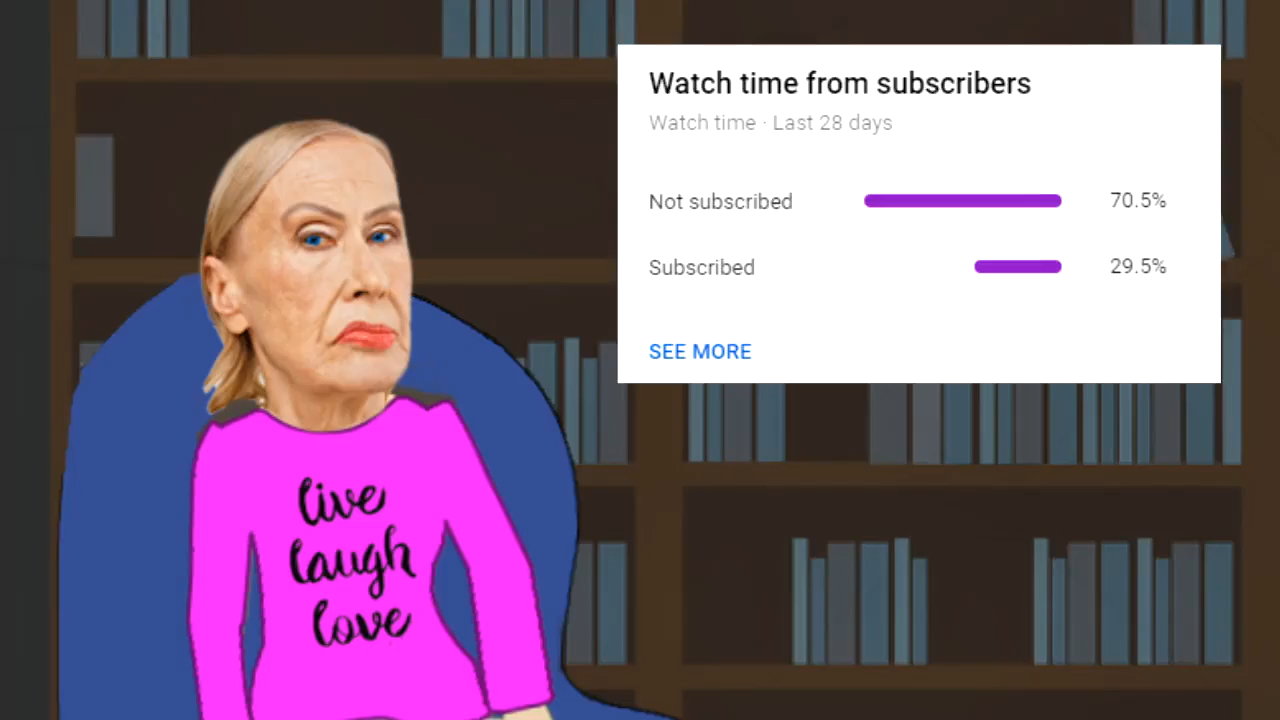 Watch time from subscribers
Watch time · Last 28 days
Not subscribed 70.5%
Subscribed 29.5%
SEE MORE
live
laugh
love